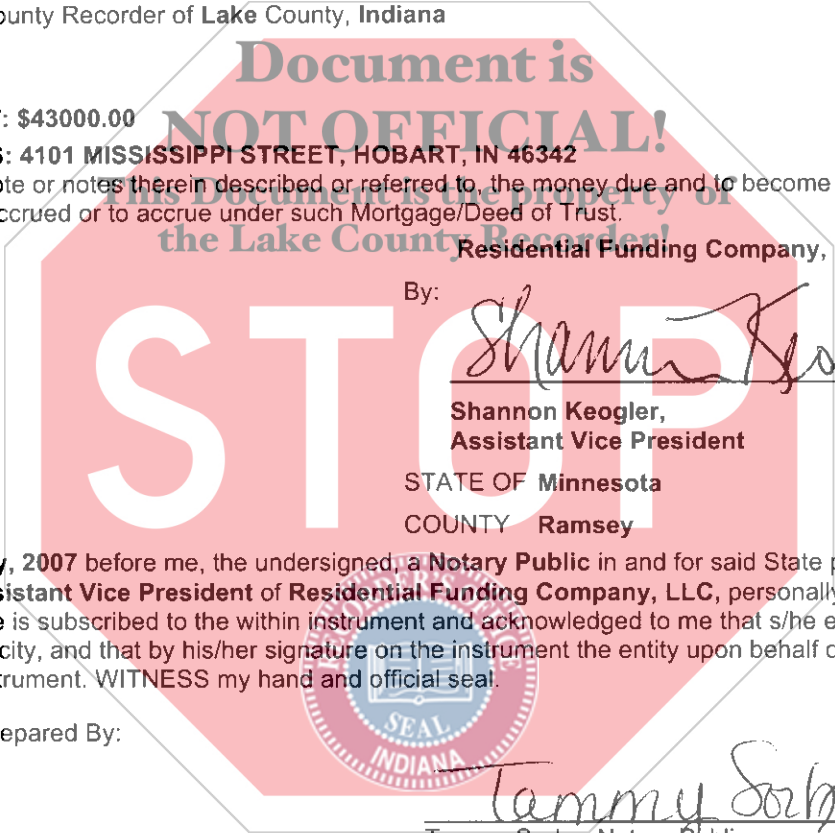 ounty Recorder of Lake County, Indiana
Document is
NOT OFFICIAL!
: $43000.00
: 4101 MISSISSIPPI STREET, HOBART, IN 46342
ote or notes therein described or referred to, the money due and to become
This Document is the property of
ccrued or to accrue under such Mortgage/Deed of Trust.
the Lake County Recorder!
Residential Funding Company,
By:
Shannon Keo
STOP
Shannon Keogler,
Assistant Vice President
STATE OF Minnesota
COUNTY Ramsey
y, 2007 before me, the undersigned, a Notary Public in and for said State p
sistant Vice President of Residential Funding Company, LLC, personally
e is subscribed to the within instrument and acknowledged to me that s/he e
city, and that by his/her signature on the instrument the entity upon behalf o
trument. WITNESS my hand and official seal.
RECORDER'S OFFICE
SEAL
INDIANA
epared By:
Tammy Sorb